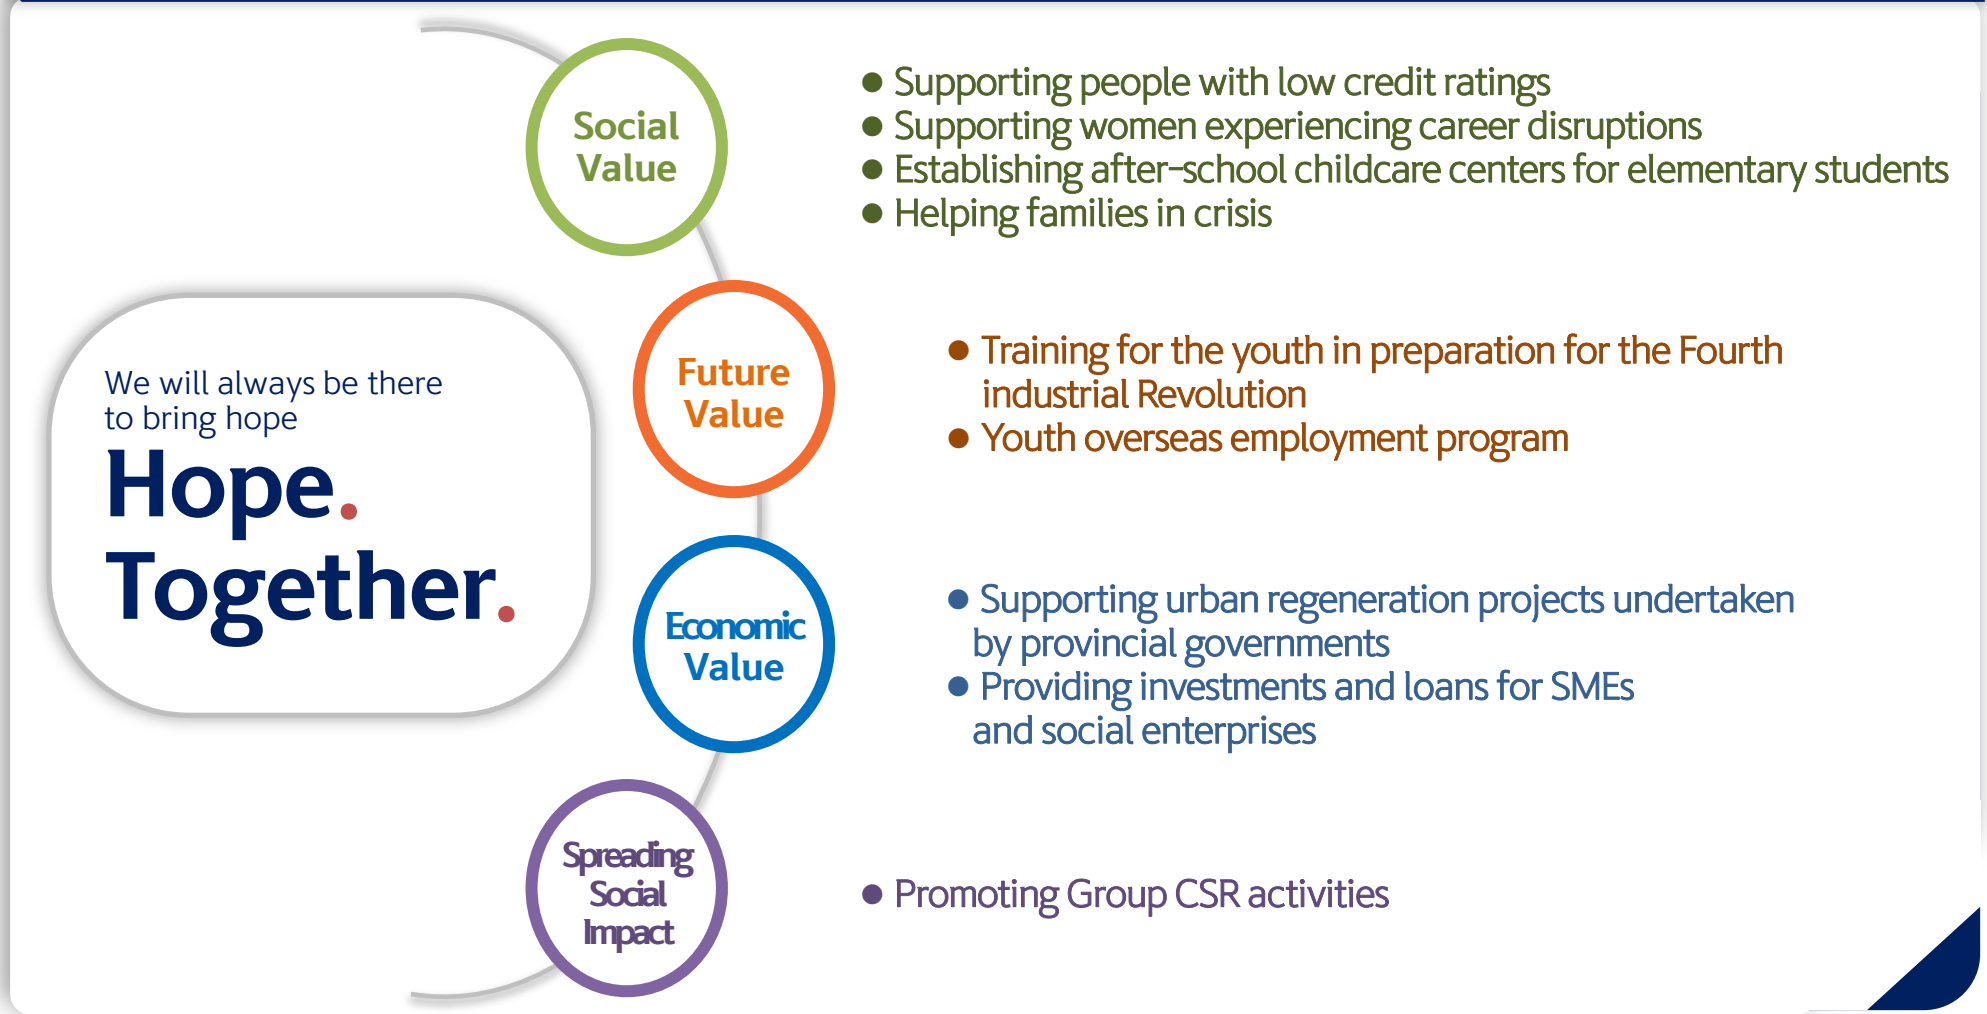 We will always be there
to bring hope
Hope.
Together.
Social
Value
● Supporting people with low credit ratings
● Supporting women experiencing career disruptions
● Establishing after-school childcare centers for elementary students
● Helping families in crisis
Future
Value
● Training for the youth in preparation for the Fourth
industrial Revolution
● Youth overseas employment program
Economic
Value
● Supporting urban regeneration projects undertaken
by provincial governments
● Providing investments and loans for SMEs
and social enterprises
Spreading
Social
Impact
● Promoting Group CSR activities